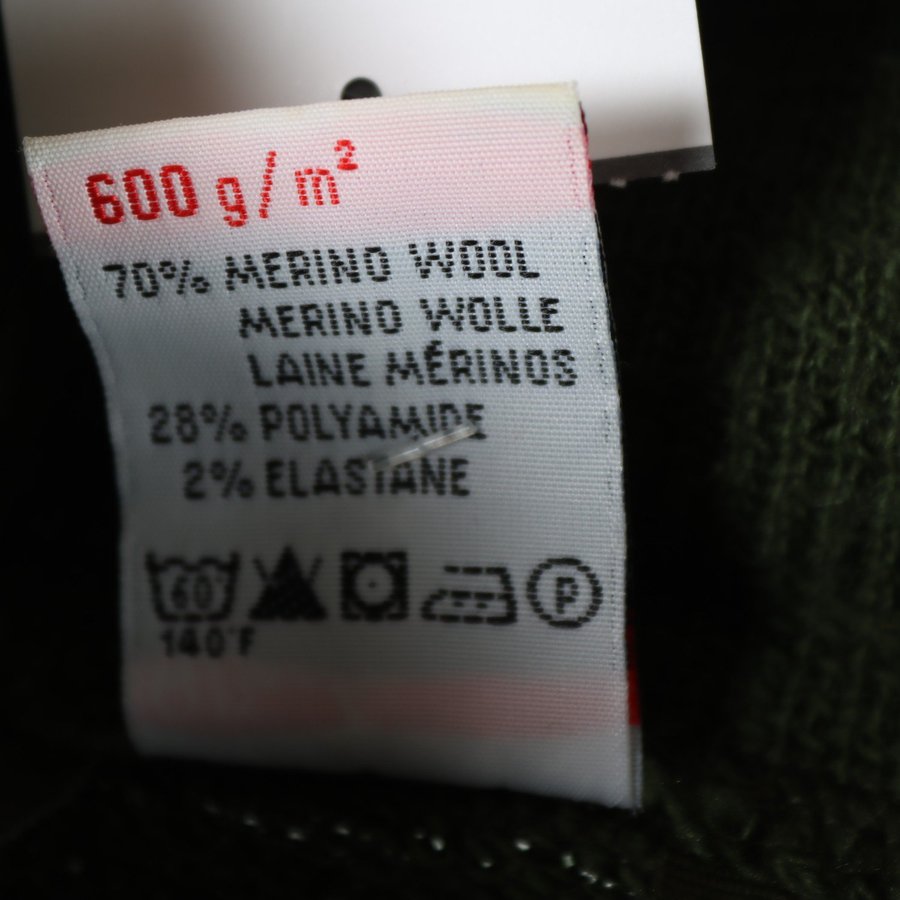 600 g/m²
70% MERINO WOOL
MERINO WOLLE
LAINE MÉRINOS
28% POLYAMIDE
2% ELASTANE
60° P
140°F